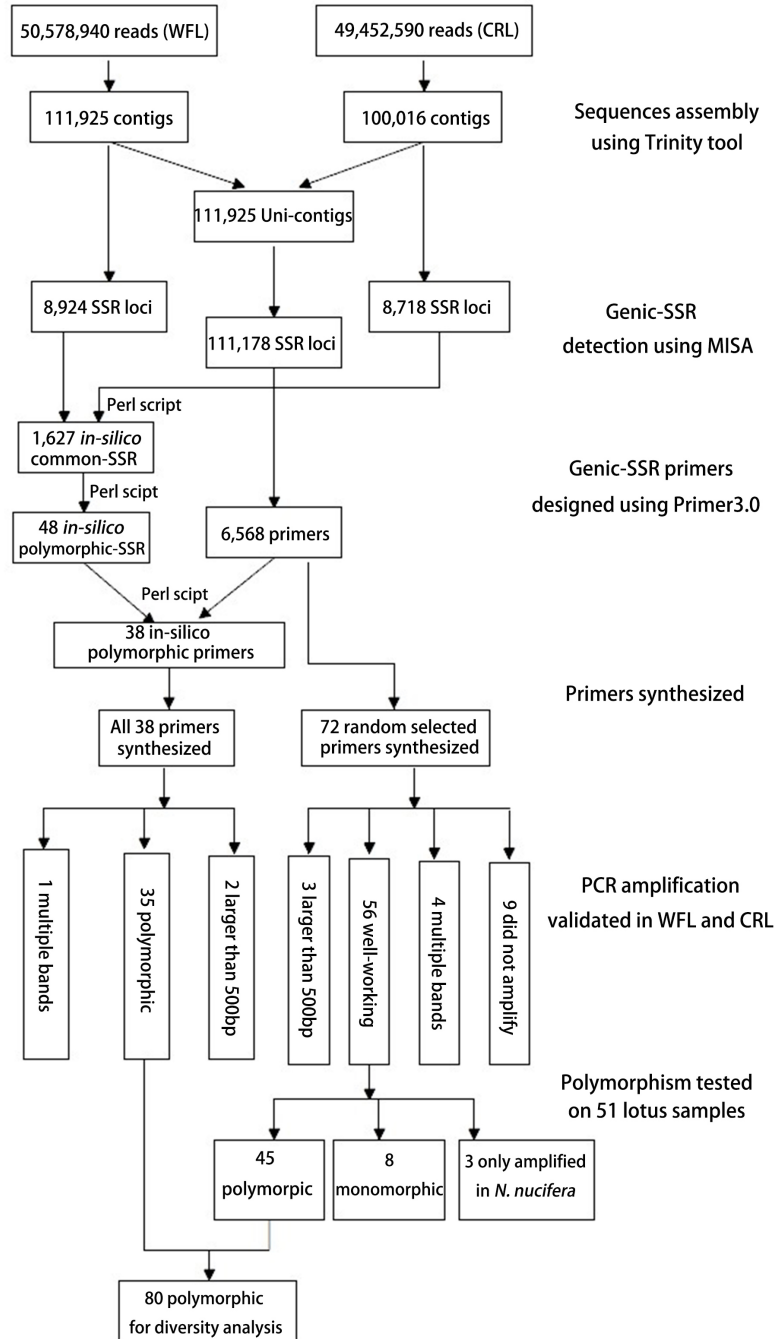 50,578,940 reads (WFL)
49,452,590 reads (CRL)
111,925 contigs
100,016 contigs
Sequences assembly
using Trinity tool
111,925 Uni-contigs
8,924 SSR loci
8,718 SSR loci
Genic-SSR
detection using MISA
111,178 SSR loci
Perl script
1,627 in-silico
common-SSR
Genic-SSR primers
designed using Primer3.0
Perl scipt
48 in-silico
polymorphic-SSR
6,568 primers
Perl scipt
38 in-silico
polymorphic primers
Primers synthesized
All 38 primers
synthesized
72 random selected
primers synthesized
1 multiple bands
35 polymorphic
2 larger than 500bp
3 larger than 500bp
56 well-working
4 multiple bands
9 did not amplify
PCR amplification
validated in WFL and CRL
Polymorphism tested
on 51 lotus samples
45
polymorpic
8
monomorphic
3 only amplified
in N. nucifera
80 polymorphic
for diversity analysis